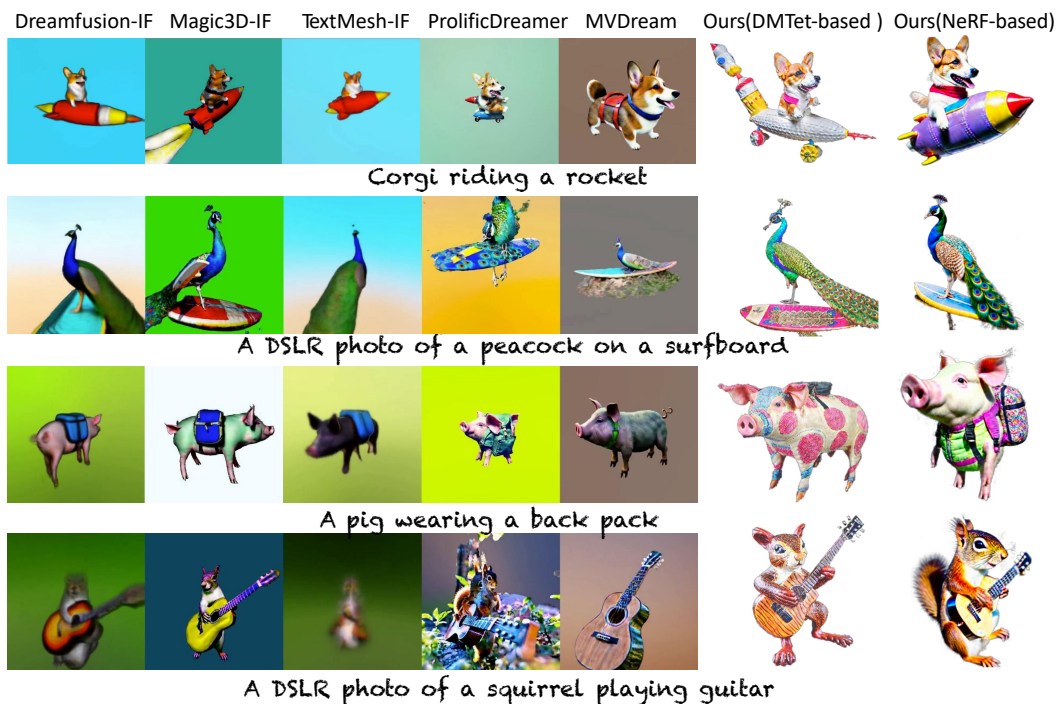 Dreamfusion-IF Magic3D-IF TextMesh-IF ProlificDreamer MVDream Ours(DMTet-based ) Ours(NeRF-based)
Corgi riding a rocket
A DSLR photo of a peacock on a surfboard
A pig wearing a back pack
A DSLR photo of a squirrel playing guitar